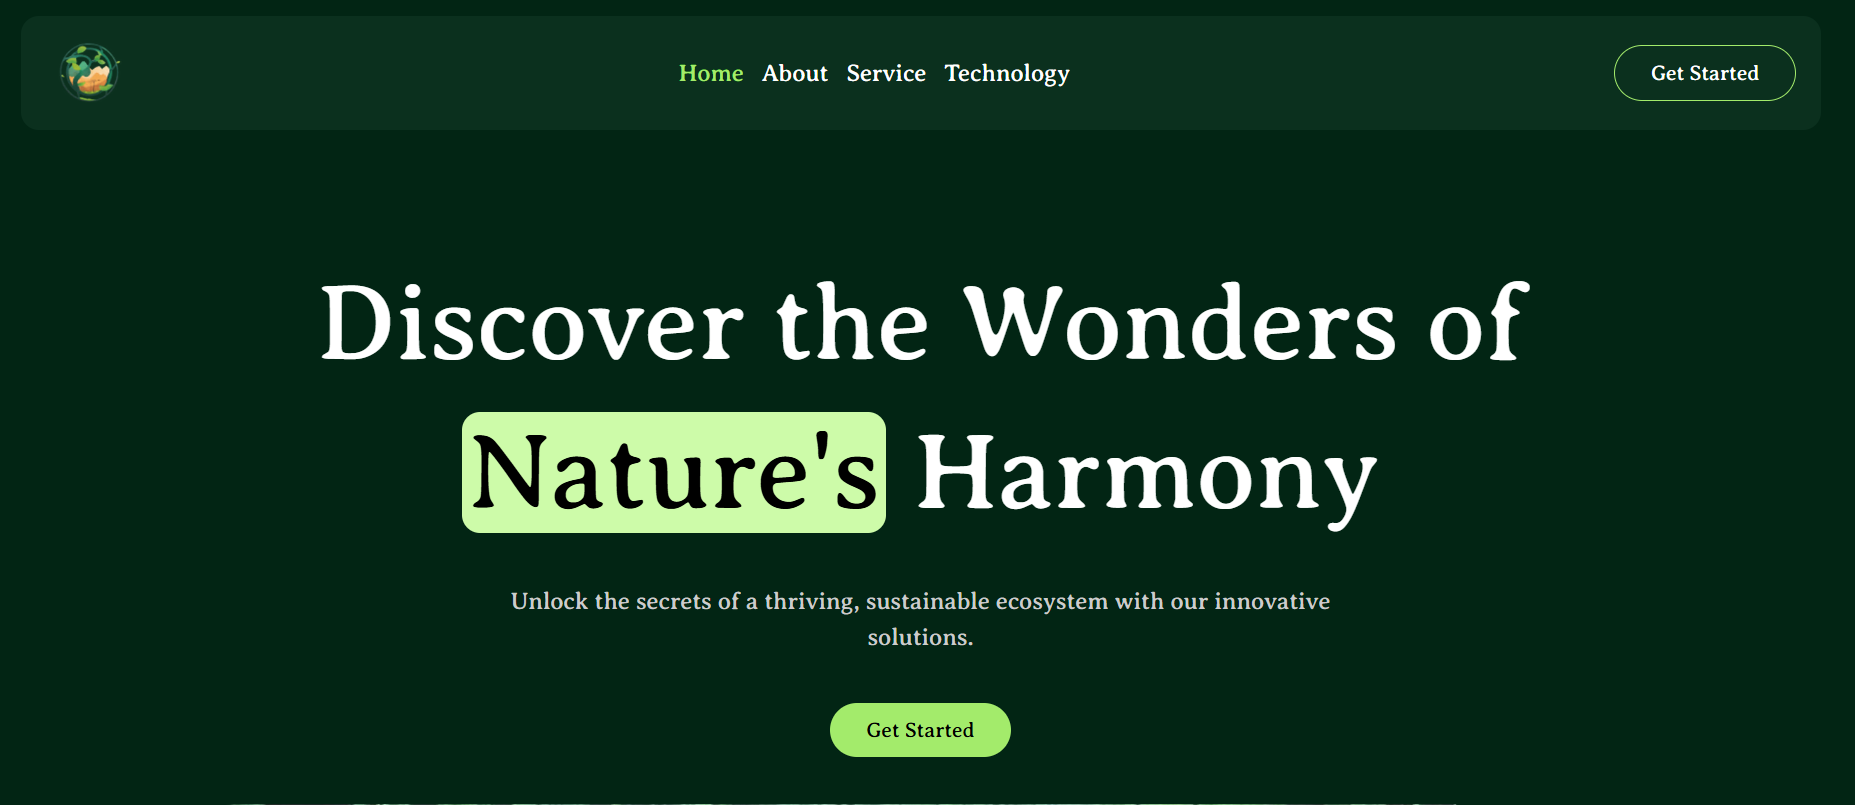 Home About Service Technology
Get Started
Discover the Wonders of
Nature's Harmony
Unlock the secrets of a thriving, sustainable ecosystem with our innovative
solutions.
Get Started